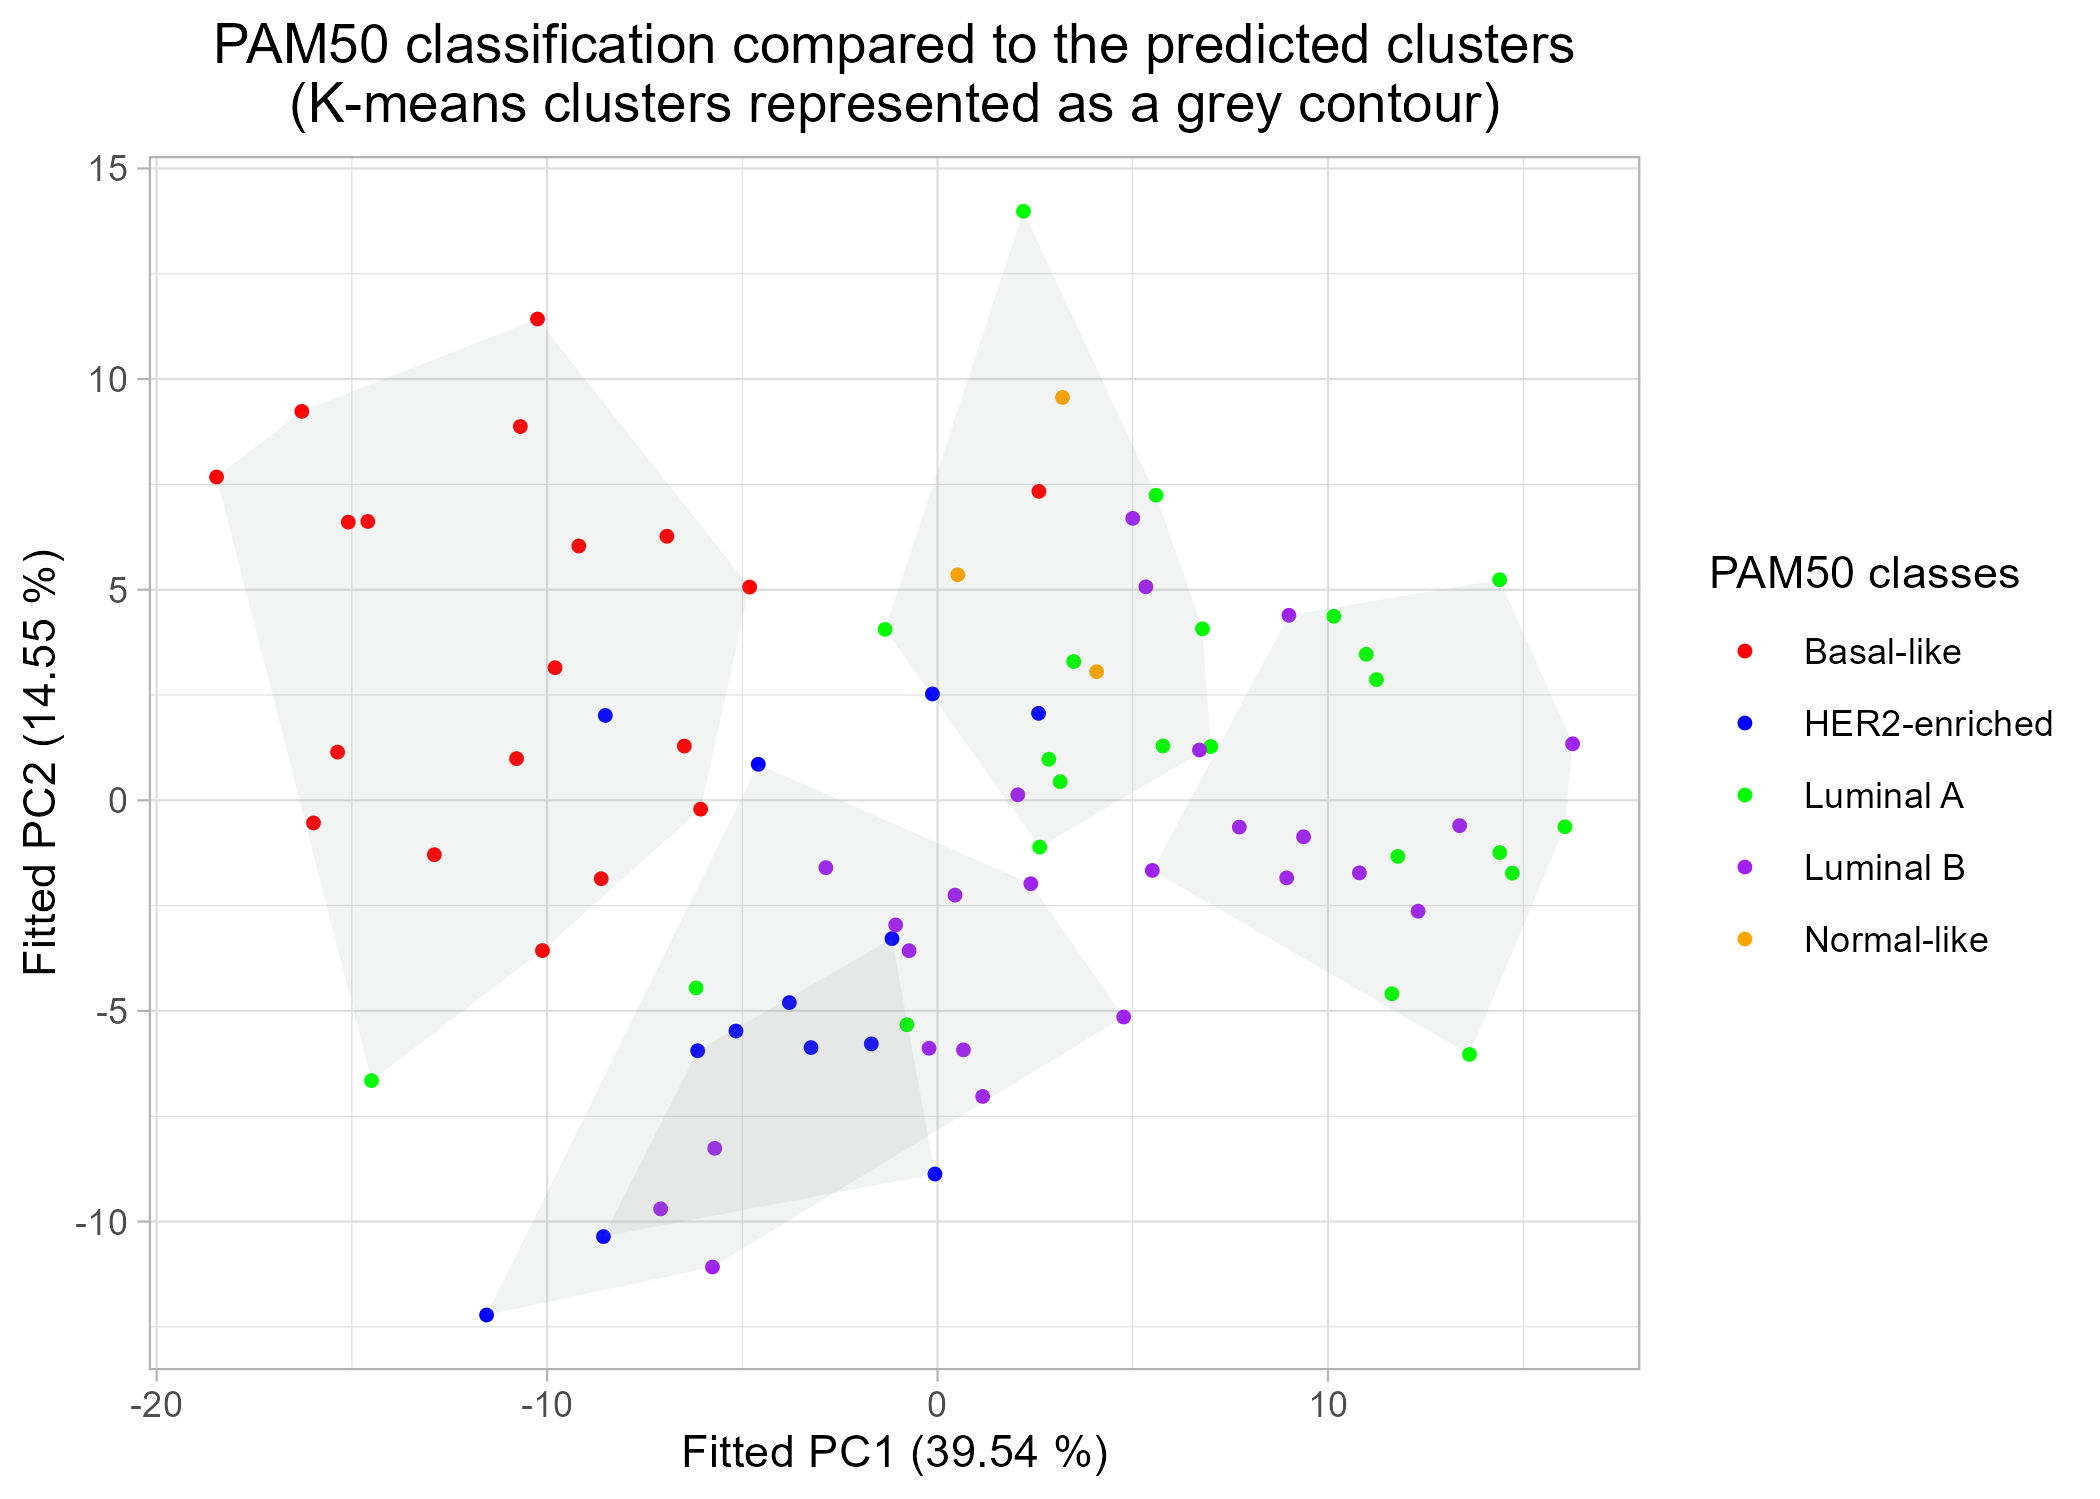 PAM50 classification compared to the predicted clusters
(K-means clusters represented as a grey contour)
15
10
5
0
-5
-10
Fitted PC2 (14.55 %)
-20
-10
0
10
Fitted PC1 (39.54 %)
PAM50 classes
Basal-like
HER2-enriched
Luminal A
Luminal B
Normal-like